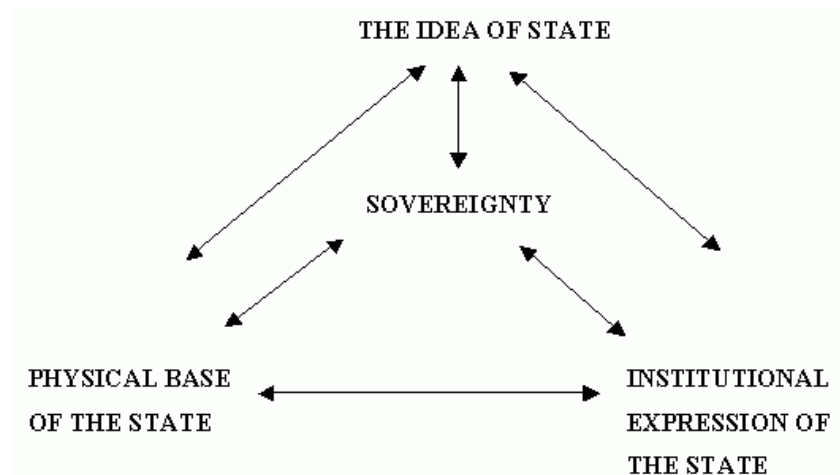 THE IDEA OF STATE
SOVEREIGNTY
PHYSICAL BASE
OF THE STATE
INSTITUTIONAL
EXPRESSION OF
THE STATE